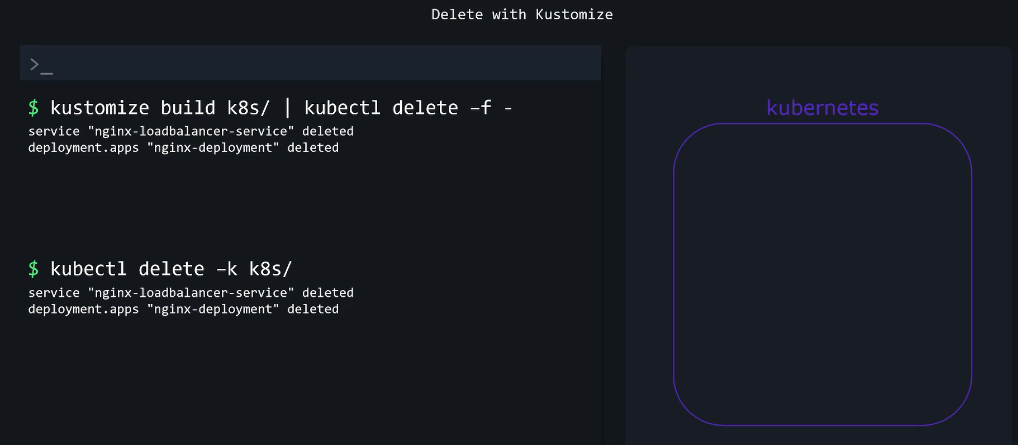 Delete with Kustomize
>_
$ kustomize build k8s/ | kubectl delete –f -
service "nginx-loadbalancer-service" deleted
deployment.apps "nginx-deployment" deleted
$ kubectl delete –k k8s/
service "nginx-loadbalancer-service" deleted
deployment.apps "nginx-deployment" deleted
kubernetes